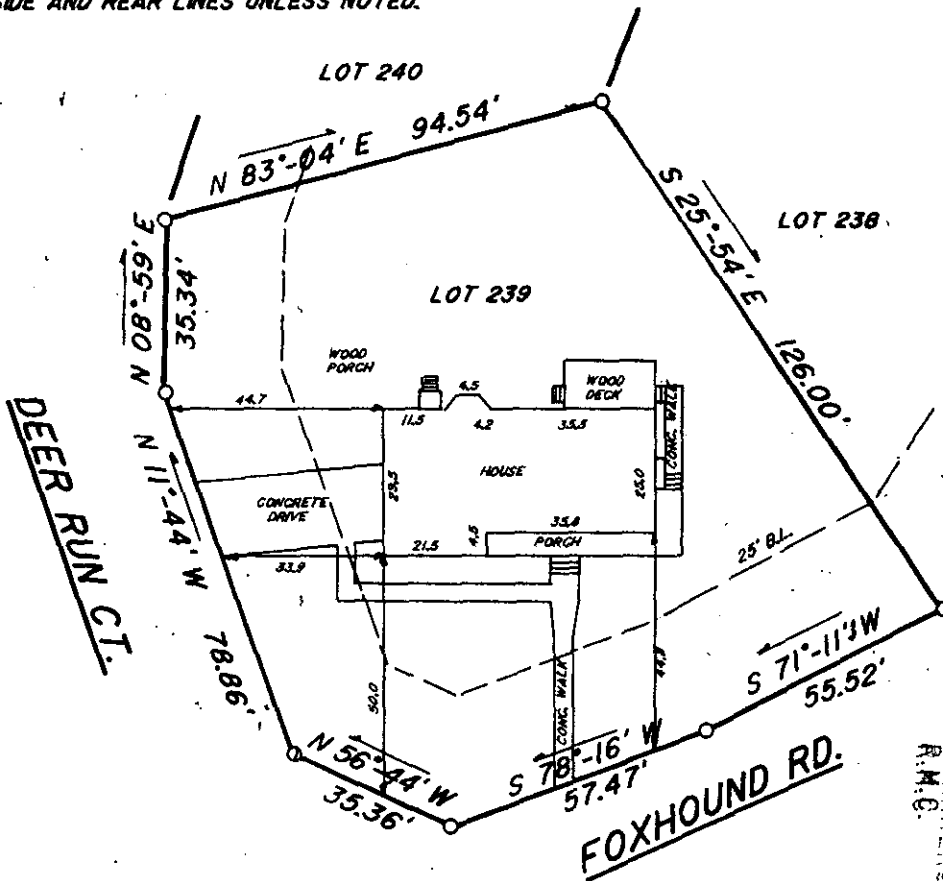 SIDE AND REAR LINES UNLESS NOTED.
LOT 240
N 83°-04' E 94.54'
S 25°-54' E 126.00'
LOT 238
N 08°-59' E
35.34'
LOT 239
WOOD
PORCH
44.7
11.5
4.5
4.2
35.5
WOOD
DECK
CONC. WALK
HOUSE
23.5
25.0
CONCRETE
DRIVE
35.8
4.5
PORCH
21.5
33.9
25' B.L.
DEER RUN CT.
N 11°-44' W 78.86'
50.0
CONC. WALK
S 71°-11' W
55.52'
N 56°-44' W
35.36'
S 78°-16' W
57.47'
FOXHOUND RD.